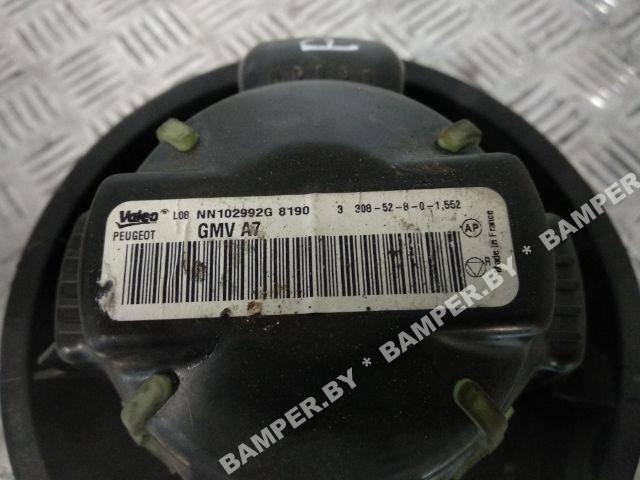 Valeo L08 NN102992G 8190 3 308-52-8-0-1,552
PEUGEOT GMV A7
AP
R
Made in France
BAMPER.BY * BAMPER.BY * BAMPER.BY